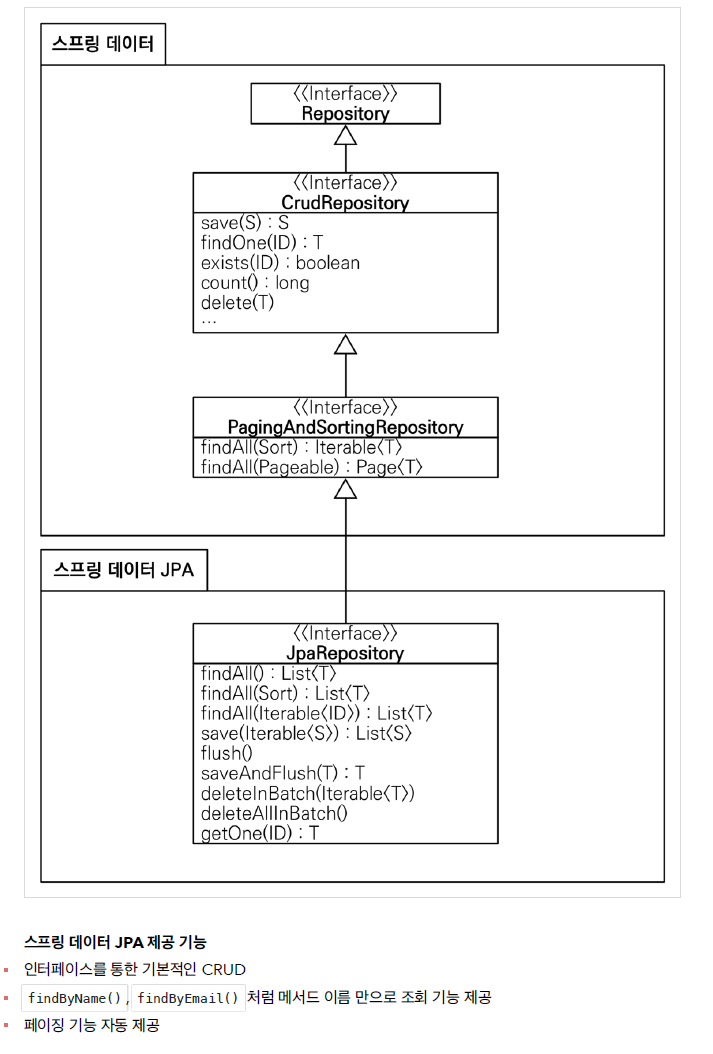 스프링 데이터
《Interface》
Repository
《Interface》
CrudRepository
save(S) : S
findOne(ID) : T
exists(ID) : boolean
count() : long
delete(T)
…
《Interface》
PagingAndSortingRepository
findAll(Sort) : Iterable〈T〉
findAll(Pageable) : Page〈T〉
스프링 데이터 JPA
《Interface》
JpaRepository
findAll() : List〈T〉
findAll(Sort) : List〈T〉
findAll(Iterable〈ID〉) : List〈T〉
save(Iterable〈S〉) : List〈S〉
flush()
saveAndFlush(T) : T
deleteInBatch(Iterable〈T〉)
deleteAllInBatch()
getOne(ID) : T
스프링 데이터 JPA 제공 기능
인터페이스를 통한 기본적인 CRUD
findByName() , findByEmail() 처럼 메서드 이름 만으로 조회 기능 제공
페이징 기능 자동 제공